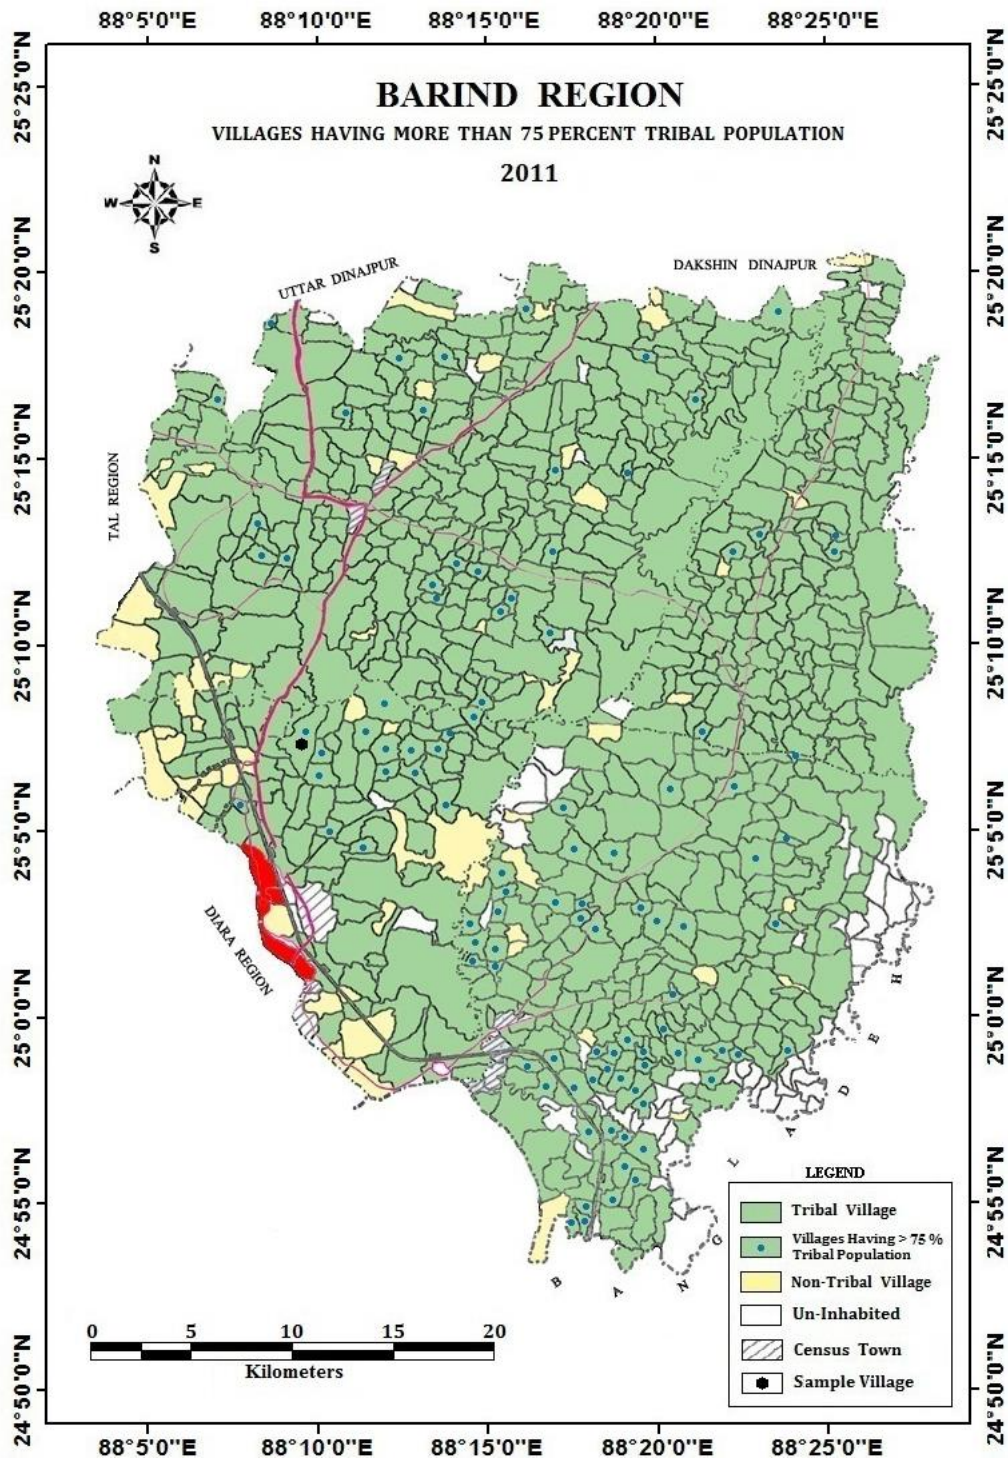 88°5'0"E 88°10'0"E 88°15'0"E 88°20'0"E 88°25'0"E
BARIND REGION
VILLAGES HAVING MORE THAN 75 PERCENT TRIBAL POPULATION
2011
N
W E
S
25°25'0"N 25°25'0"N
25°20'0"N 25°20'0"N
25°15'0"N 25°15'0"N
25°10'0"N 25°10'0"N
25°5'0"N 25°5'0"N
25°0'0"N 25°0'0"N
24°55'0"N 24°55'0"N
24°50'0"N 24°50'0"N
UTTAR DINAJPUR
DAKSHIN DINAJPUR
TAL REGION
DIARA REGION
B A N G L A D E H
LEGEND
Tribal Village
Villages Having > 75 %
Tribal Population
Non-Tribal Village
Un-Inhabited
Census Town
Sample Village
0 5 10 15 20
Kilometers
88°5'0"E 88°10'0"E 88°15'0"E 88°20'0"E 88°25'0"E